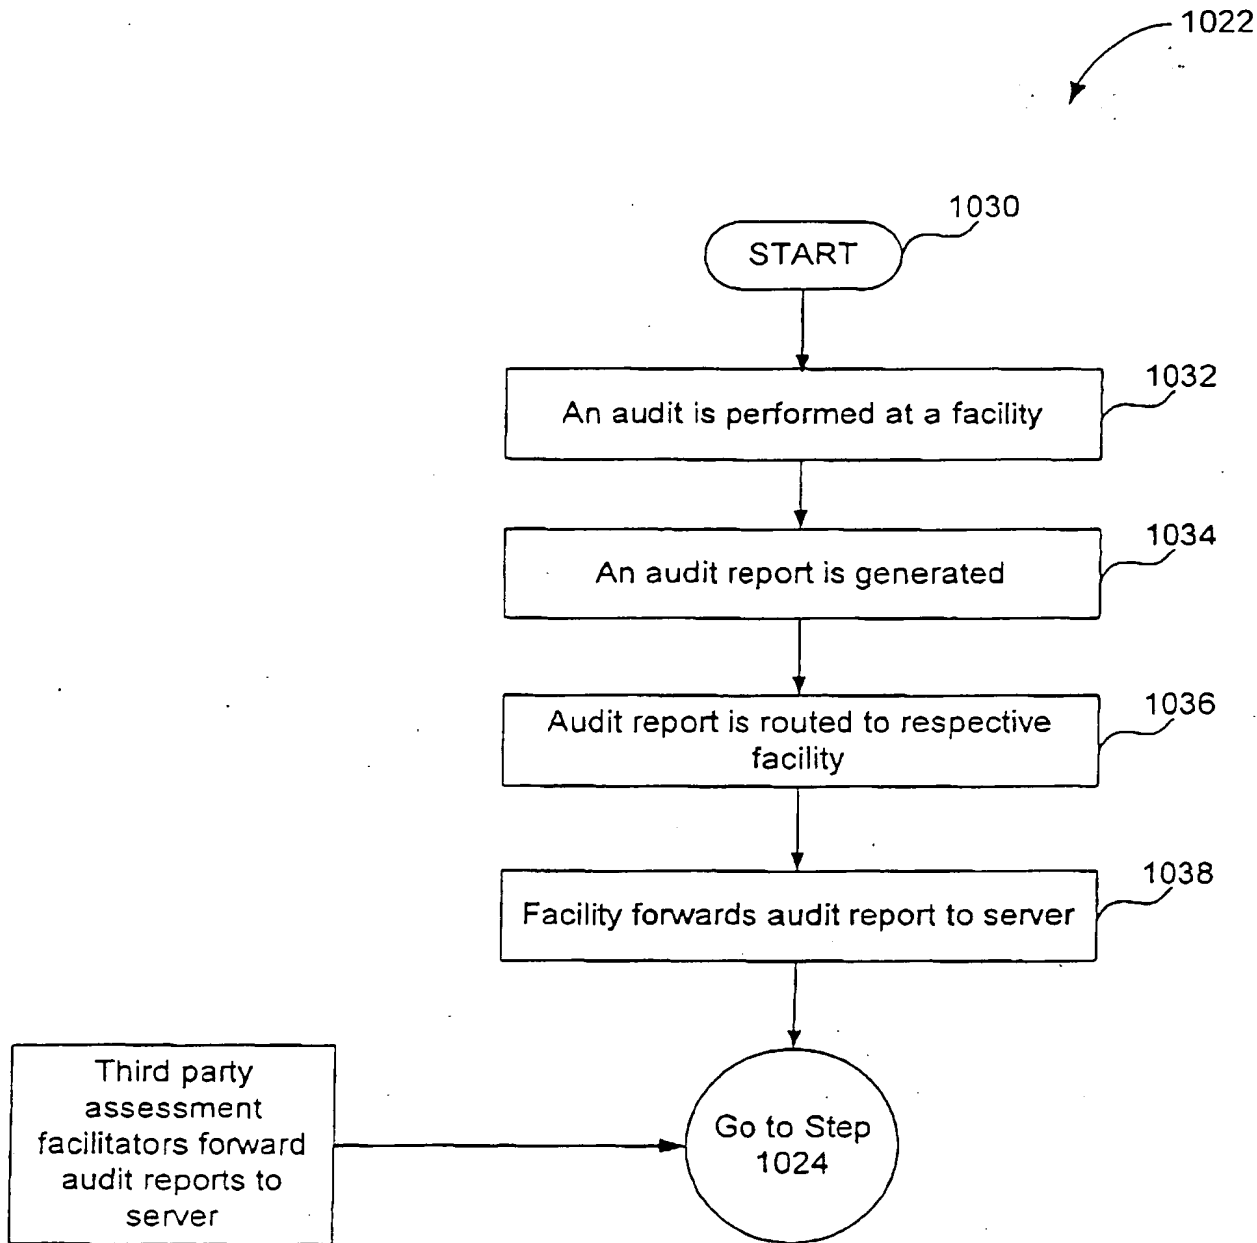 1022
1030
START
1032
An audit is performed at a facility
1034
An audit report is generated
1036
Audit report is routed to respective
facility
1038
Facility forwards audit report to server
Third party
assessment
facilitators forward
audit reports to
server
Go to Step
1024